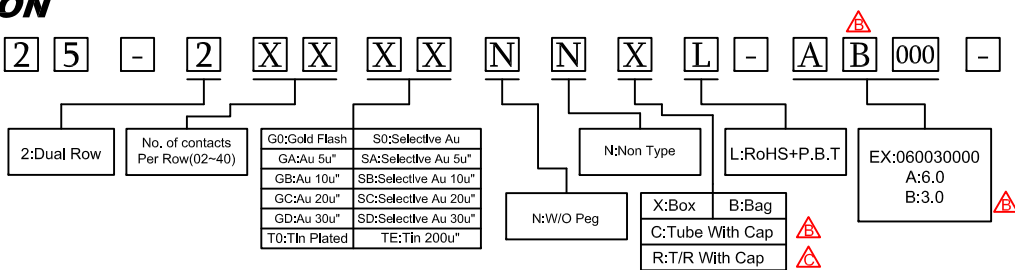 ON
B
2 5 - 2 X X X X N N X L - A B 000 -
2:Dual Row
No. of contacts
Per Row(02~40)
G0:Gold Flash S0:Selective Au
GA:Au 5u" SA:Selective Au 5u"
GB:Au 10u" SB:Selective Au 10u"
GC:Au 20u" SC:Selective Au 20u"
GD:Au 30u" SD:Selective Au 30u"
T0:Tin Plated TE:Tin 200u"
N:W/O Peg
N:Non Type
X:Box B:Bag
C:Tube With Cap B
R:T/R With Cap C
L:RoHS+P.B.T
EX:060030000
A:6.0
B:3.0 B